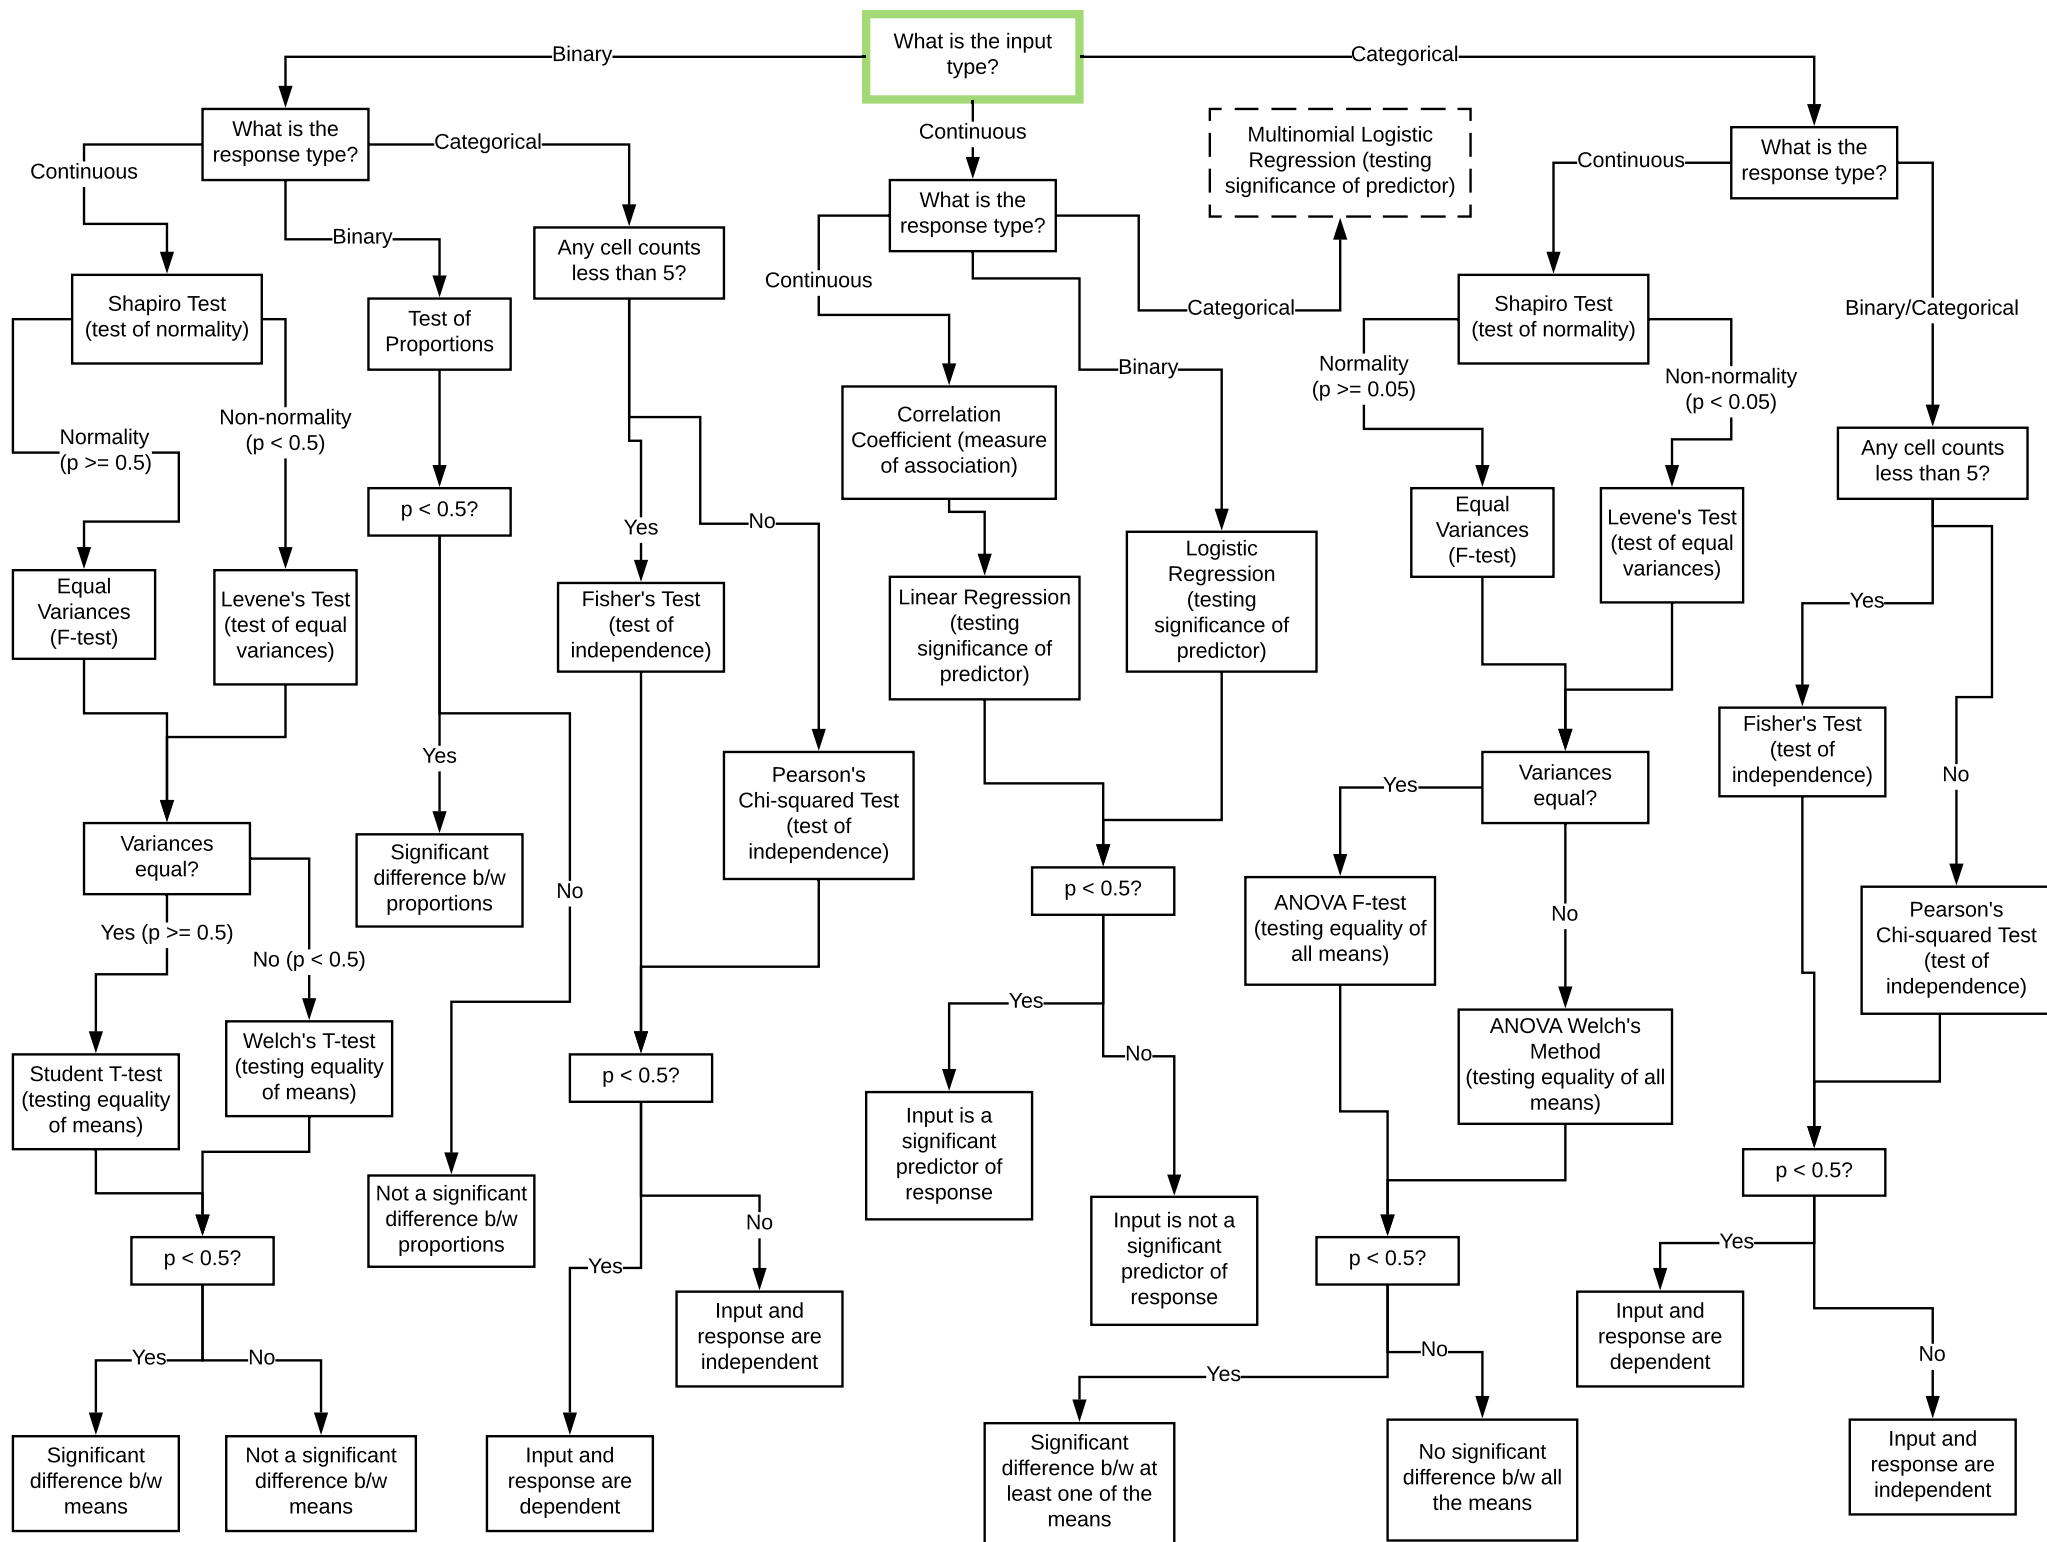 What is the input
type?
Binary
Categorical
Continuous
What is the
response type?
Continuous
Categorical
Binary
Shapiro Test
(test of normality)
Normality
(p >= 0.5)
Non-normality
(p < 0.5)
Equal
Variances
(F-test)
Levene's Test
(test of equal
variances)
Variances
equal?
Yes (p >= 0.5)
No (p < 0.5)
Student T-test
(testing equality
of means)
Welch's T-test
(testing equality
of means)
p < 0.5?
Yes
No
Significant
difference b/w
means
Not a significant
difference b/w
means
Test of
Proportions
p < 0.5?
Yes
No
Significant
difference b/w
proportions
Not a significant
difference b/w
proportions
Any cell counts
less than 5?
Yes
No
Fisher's Test
(test of
independence)
Pearson's
Chi-squared Test
(test of
independence)
p < 0.5?
Yes
No
Input and
response are
independent
Input and
response are
dependent
What is the
response type?
Continuous
Binary
Categorical
Multinomial Logistic
Regression (testing
significance of predictor)
Correlation
Coefficient (measure
of association)
Linear Regression
(testing
significance of
predictor)
Logistic
Regression
(testing
significance of
predictor)
p < 0.5?
Yes
No
Input is a
significant
predictor of
response
Input is not a
significant
predictor of
response
What is the
response type?
Continuous
Binary/Categorical
Shapiro Test
(test of normality)
Normality
(p >= 0.05)
Non-normality
(p < 0.05)
Equal
Variances
(F-test)
Levene's Test
(test of equal
variances)
Variances
equal?
Yes
No
ANOVA F-test
(testing equality of
all means)
ANOVA Welch's
Method
(testing equality of all
means)
p < 0.5?
Yes
No
Significant
difference b/w at
least one of the
means
No significant
difference b/w all
the means
Any cell counts
less than 5?
Yes
No
Fisher's Test
(test of
independence)
Pearson's
Chi-squared Test
(test of
independence)
p < 0.5?
Yes
No
Input and
response are
dependent
Input and
response are
independent